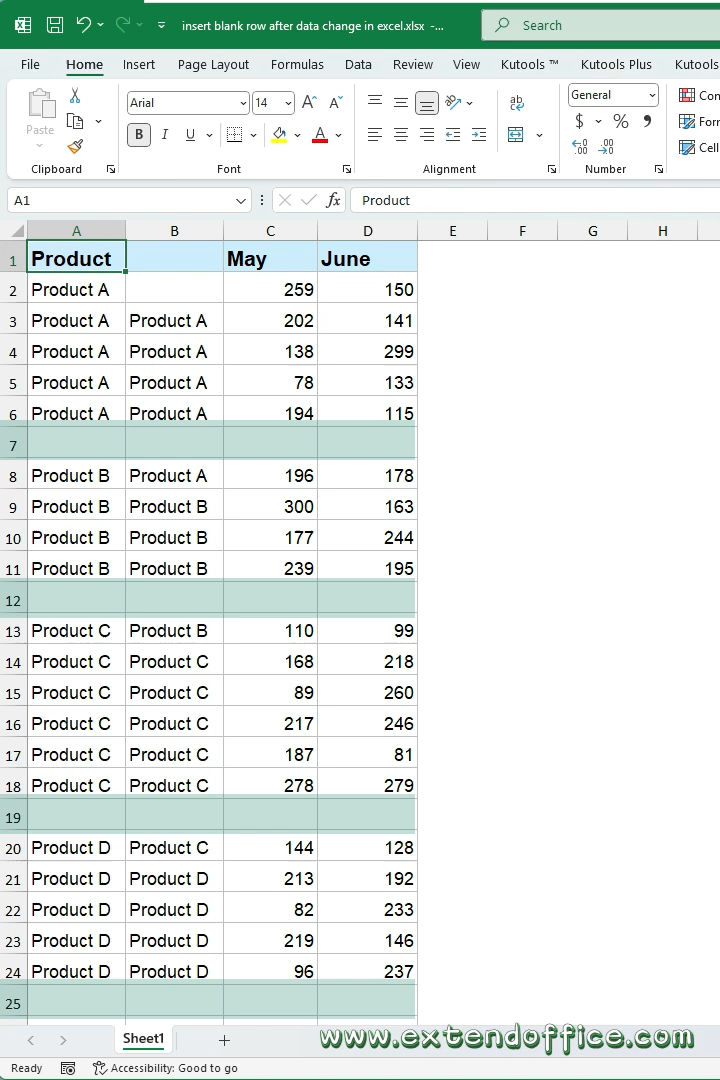 insert blank row after data change in excel.xlsx -... Search
File Home Insert Page Layout Formulas Data Review View Kutools ™ Kutools Plus Kutools
Paste Arial 14 A A ab General Con
B I U A $ % 9 Form
.00 .00 Cell
Clipboard Font Alignment Number
A1 fx Product
A B C D E F G H
1 Product May June
2 Product A 259 150
3 Product A Product A 202 141
4 Product A Product A 138 299
5 Product A Product A 78 133
6 Product A Product A 194 115
7
8 Product B Product A 196 178
9 Product B Product B 300 163
10 Product B Product B 177 244
11 Product B Product B 239 195
12
13 Product C Product B 110 99
14 Product C Product C 168 218
15 Product C Product C 89 260
16 Product C Product C 217 246
17 Product C Product C 187 81
18 Product C Product C 278 279
19
20 Product D Product C 144 128
21 Product D Product D 213 192
22 Product D Product D 82 233
23 Product D Product D 219 146
24 Product D Product D 96 237
25
Sheet1 + www.extendoffice.com
Ready Accessibility: Good to go